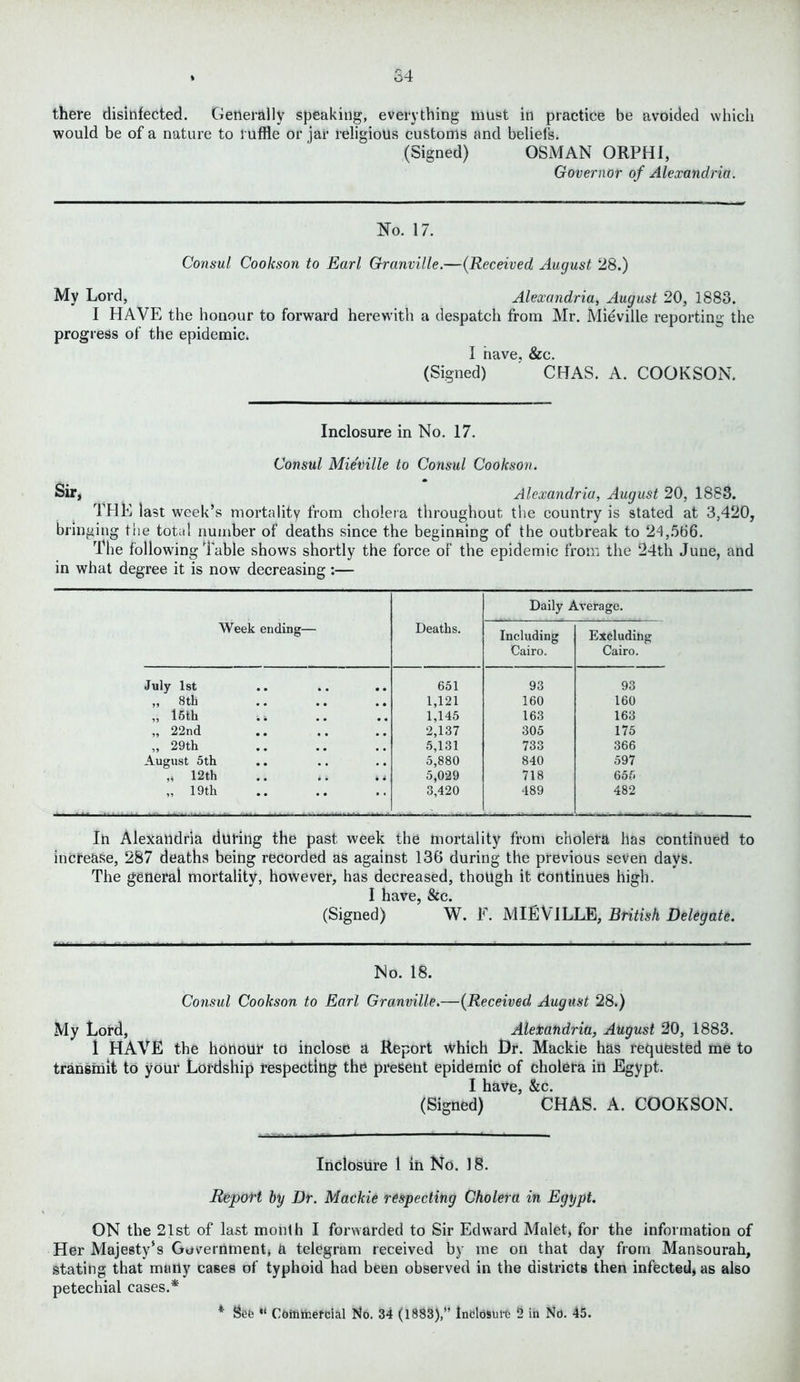 34
there disinfected. Generally speaking, everything must in practice be avoided which
would be of a nature to ruffle or jar religious customs and beliefs.
(Signed) OSMAN ORPHI,
Governor of Alexandria.
No. 17.
Consul Cookson to Earl Granville.—(Received August 28.)
My Lord, Alexandria, August 20, 1883.
I HAVE the honour to forward herewith a despatch from Mr. Miéville reporting the
progress of the epidemic.
I have, &c.
(Signed) CHAS. A. COOKSON.
Inclosure in No. 17.
Consul Miéville to Consul Cookson.
Sir, Alexandria, August 20, 1883.
THE last week's mortality from cholera throughout the country is stated at 3,420,
bringing the total number of deaths since the beginning of the outbreak to 24,566.
The following Table shows shortly the force of the epidemic from the 24th June, and
in what degree it is now decreasing :—
Week ending— Deaths. Daily Average.
Including Cairo. Excluding Cairo.
July 1st .. .. .. 651 93 93
„ 8th .. .. .. 1,121 160 160
„ 15th .. .. .. 1,145 163 163
„ 22nd .. .. .. 2,137 305 175
„ 29th .. .. .. 5,131 733 366
August 5th .. .. .. 5,880 840 597
„ 12th .. .. .. 5,029 718 655
„ 19th .. .. .. 3,420 489 482
In Alexandria during the past week the mortality from cholera has continued to
increase, 287 deaths being recorded as against 136 during the previous seven days.
The general mortality, however, has decreased, though it continues high.
I have, &c.
(Signed) W. F. MIÉVILLE, British Delegate.
No. 18.
Consul Cookson to Earl Granville.—(Received August 28.)
My Lord, Alexandria, August 20, 1883.
I HAVE the honour to inclose a Report which Dr. Mackie has requested me to
transmit to your Lordship respecting the present epidemic of cholera in Egypt.
I have, &c.
(Signed) CHAS. A. COOKSON.
Inclosure 1 in No. 18.
Report by Dr. Mackie respecting Cholera in Egypt.
ON the 21st of last month I forwarded to Sir Edward Malet, for the information of
Her Majesty's Government, a telegram received by me on that day from Mansourah,
stating that many cases of typhoid had been observed in the districts then infected, as also
petechial cases.*
* See "Commercial No. 34 (1883)," Inclosure 2 in No. 45.